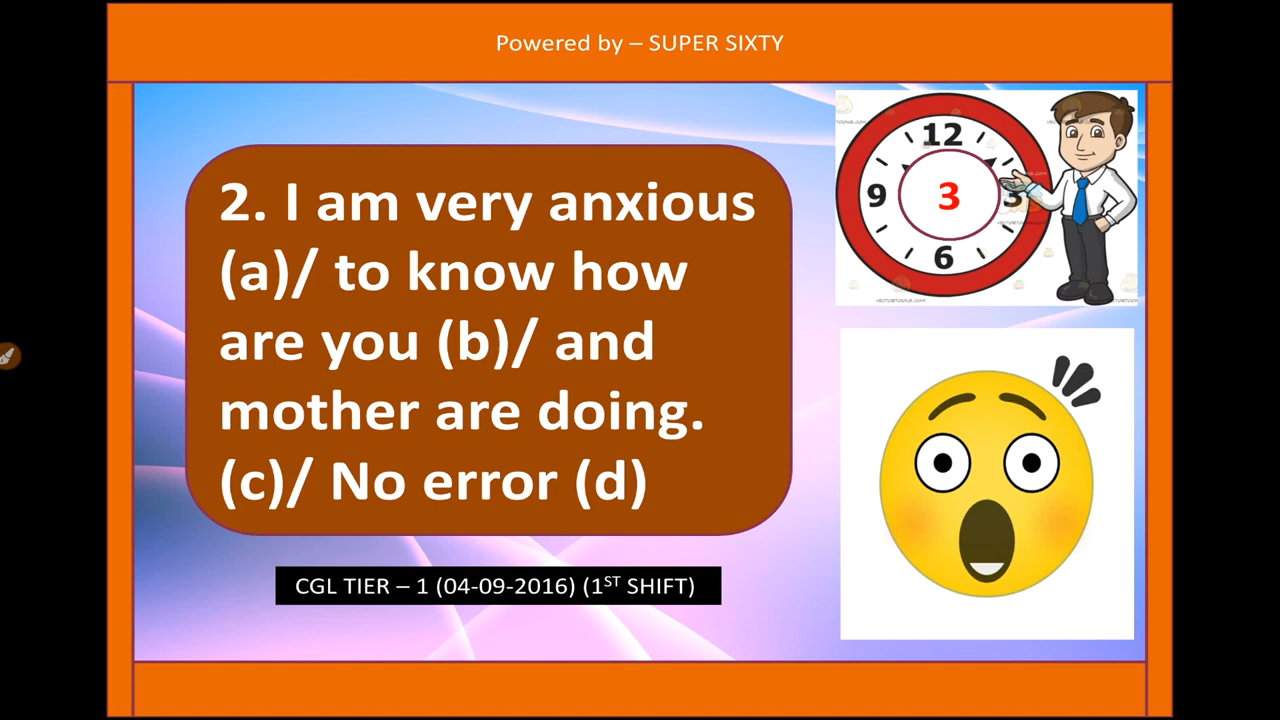 Powered by – SUPER SIXTY
2. I am very anxious
(a)/ to know how
are you (b)/ and
mother are doing.
(c)/ No error (d)
CGL TIER – 1 (04-09-2016) (1ST SHIFT)
12
9
3
3
6